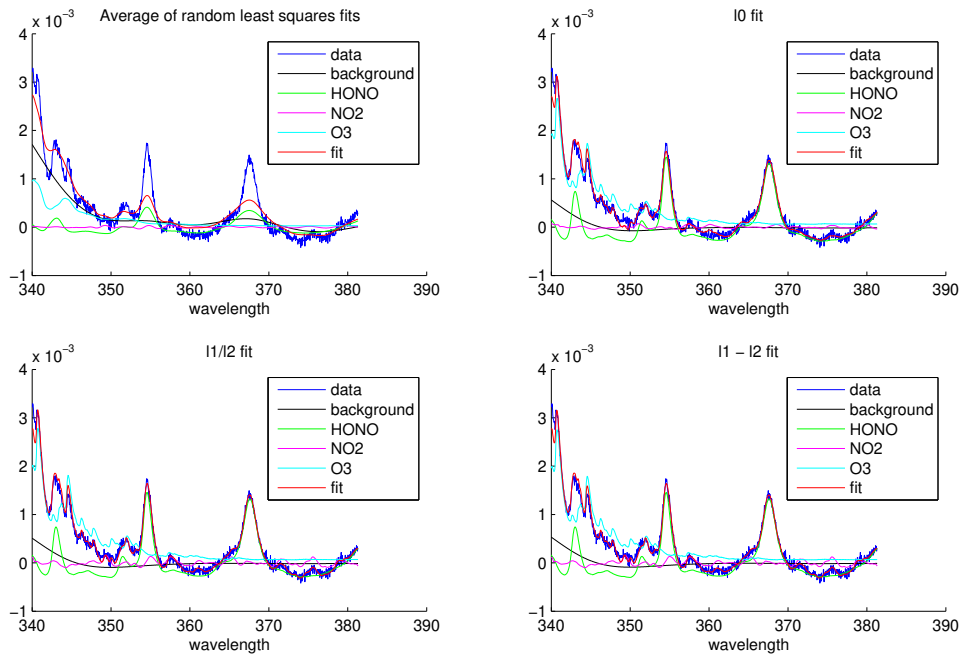 Average of random least squares fits
x 10⁻³
4
3
2
1
0
−1
340
350
360
370
380
390
wavelength
data
background
HONO
NO2
O3
fit
l0 fit
x 10⁻³
4
3
2
1
0
−1
340
350
360
370
380
390
wavelength
data
background
HONO
NO2
O3
fit
l1/l2 fit
x 10⁻³
4
3
2
1
0
−1
340
350
360
370
380
390
wavelength
data
background
HONO
NO2
O3
fit
l1 − l2 fit
x 10⁻³
4
3
2
1
0
−1
340
350
360
370
380
390
wavelength
data
background
HONO
NO2
O3
fit